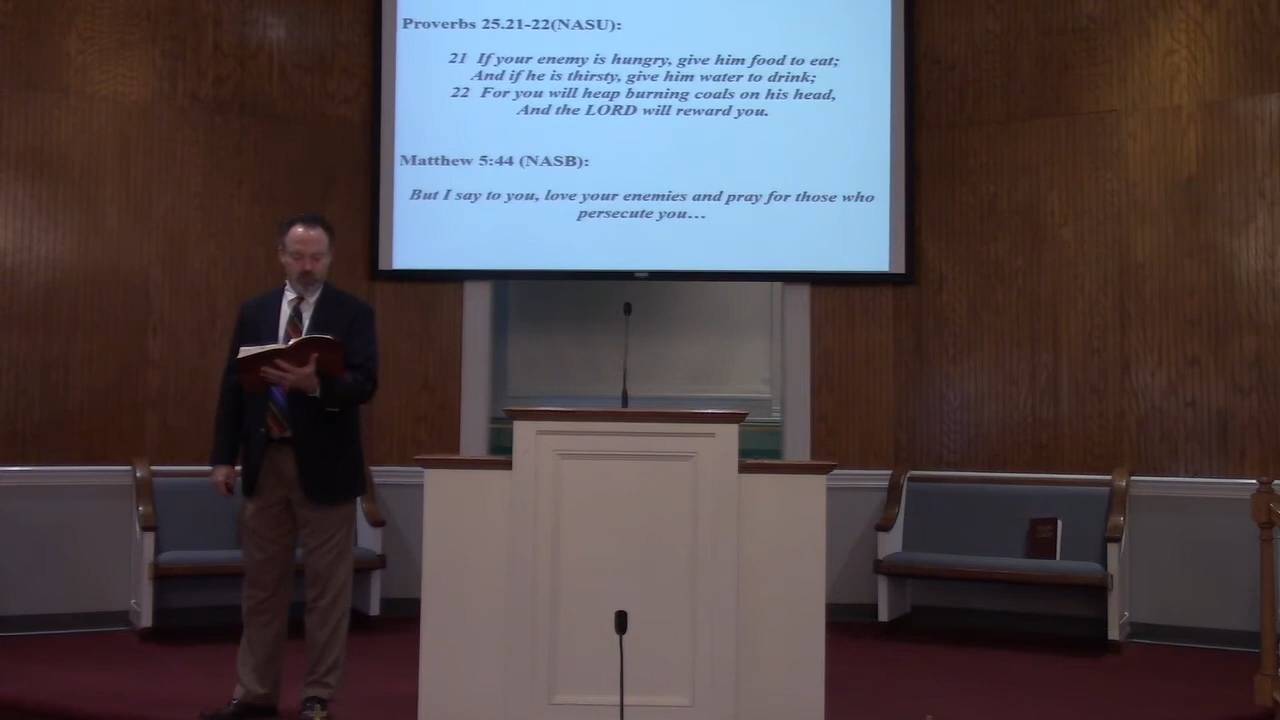 Proverbs 25.21-22(NASU):
21 If your enemy is hungry, give him food to eat;
And if he is thirsty, give him water to drink;
22 For you will heap burning coals on his head,
And the LORD will reward you.
Matthew 5:44 (NASB):
But I say to you, love your enemies and pray for those who
persecute you…